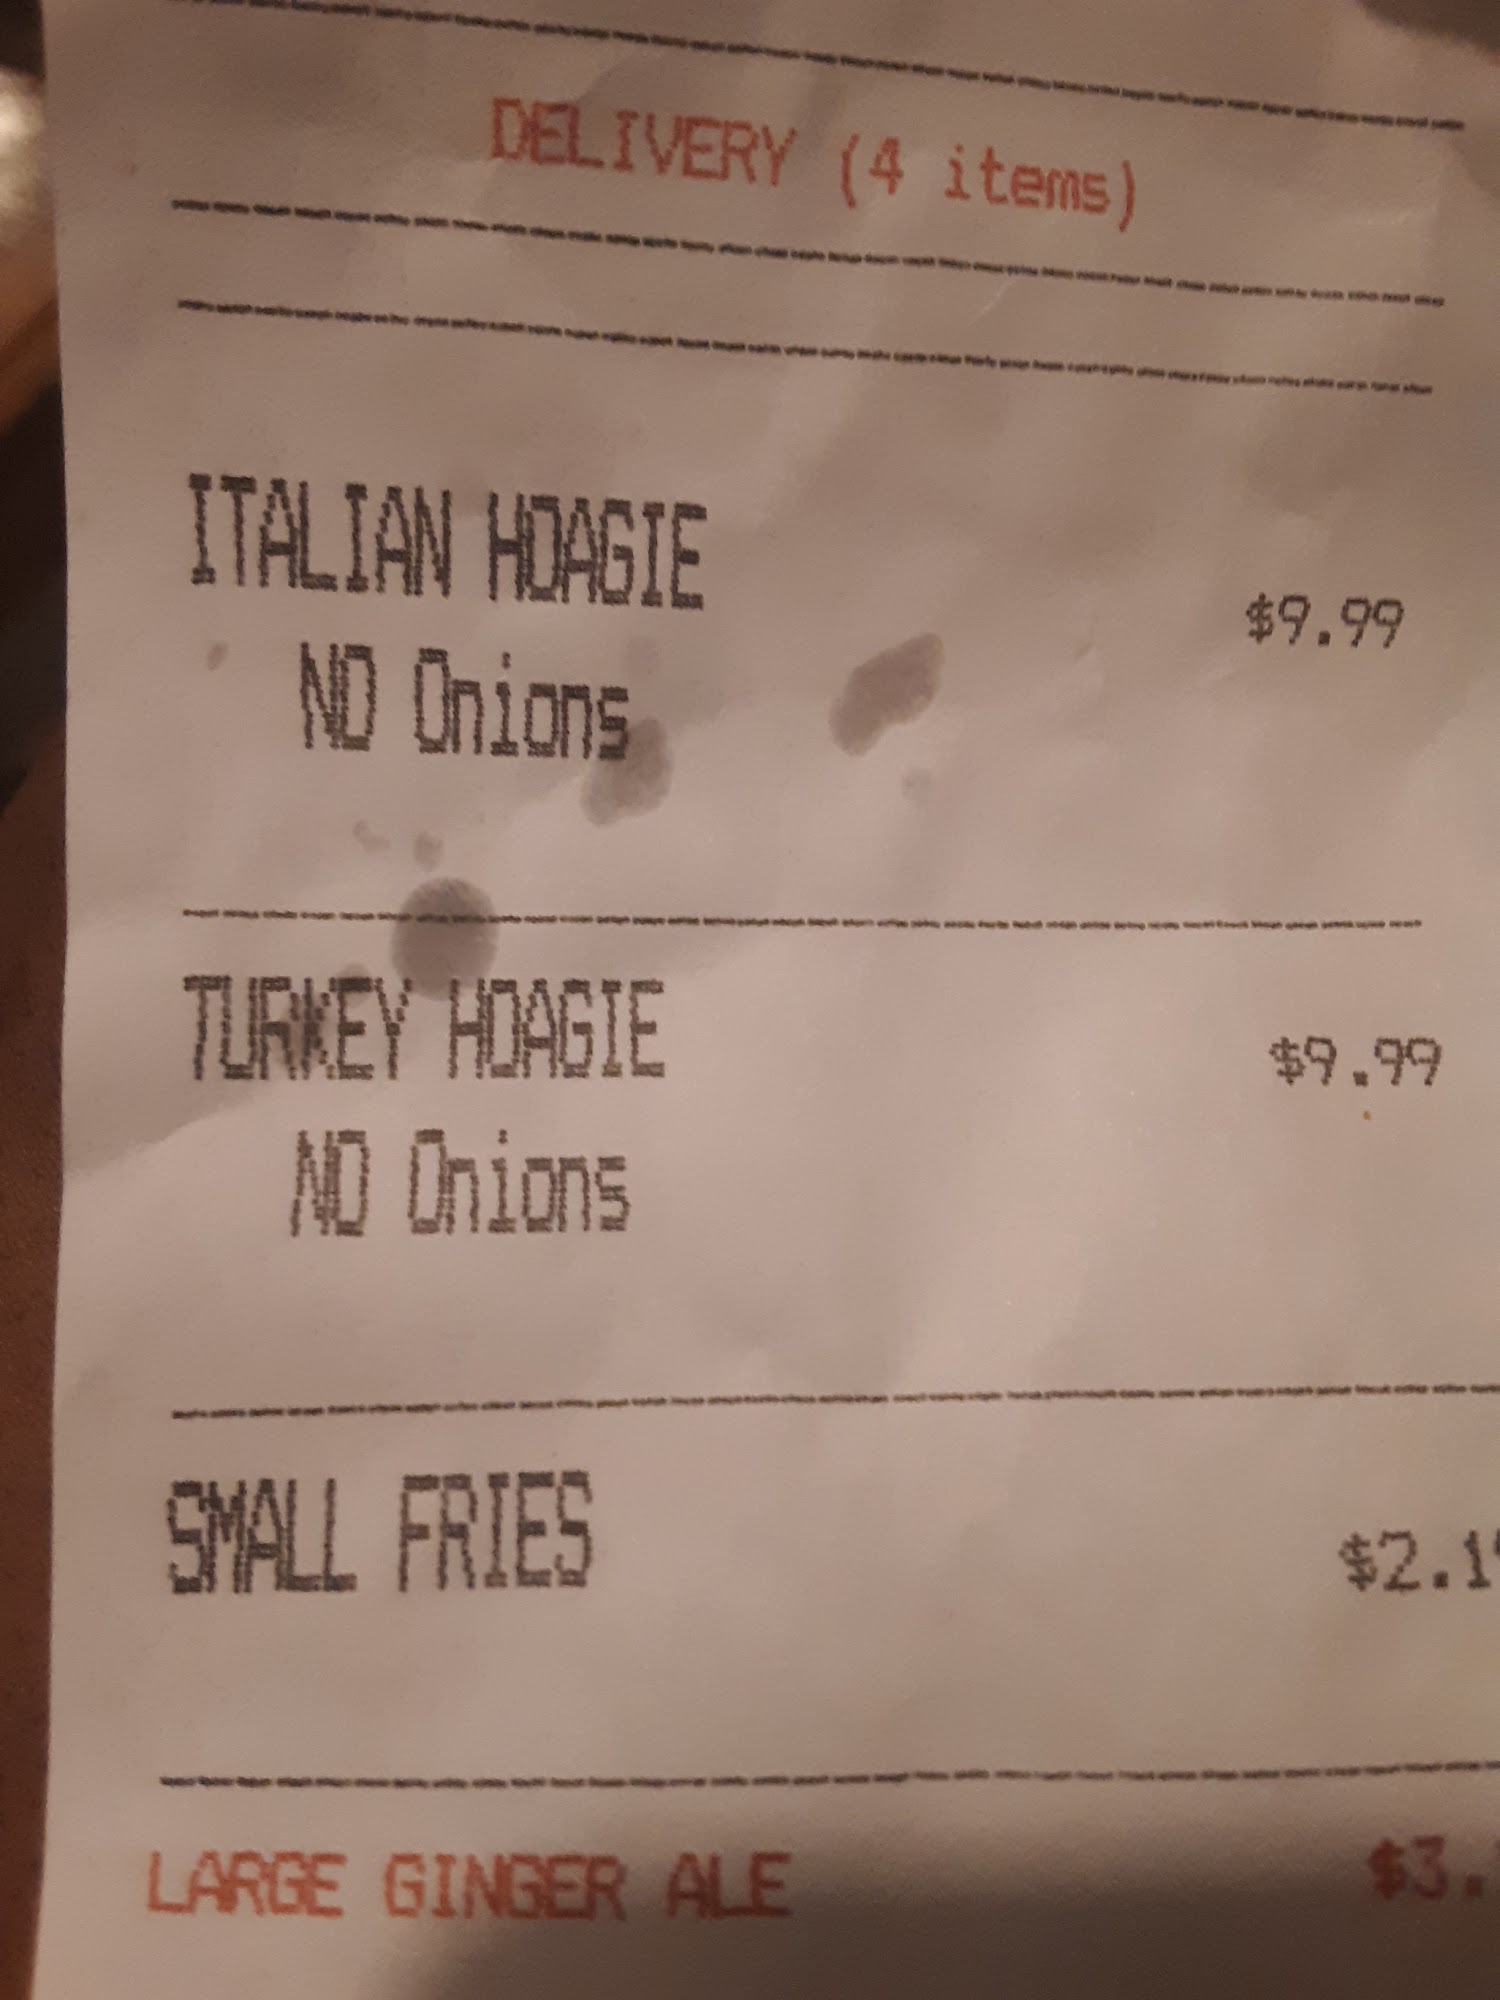 DELIVERY (4 items)
ITALIAN HOAGIE
$9.99
NO Onions
TURKEY HOAGIE
$9.99
NO Onions
SMALL FRIES
LARGE GINGER ALE